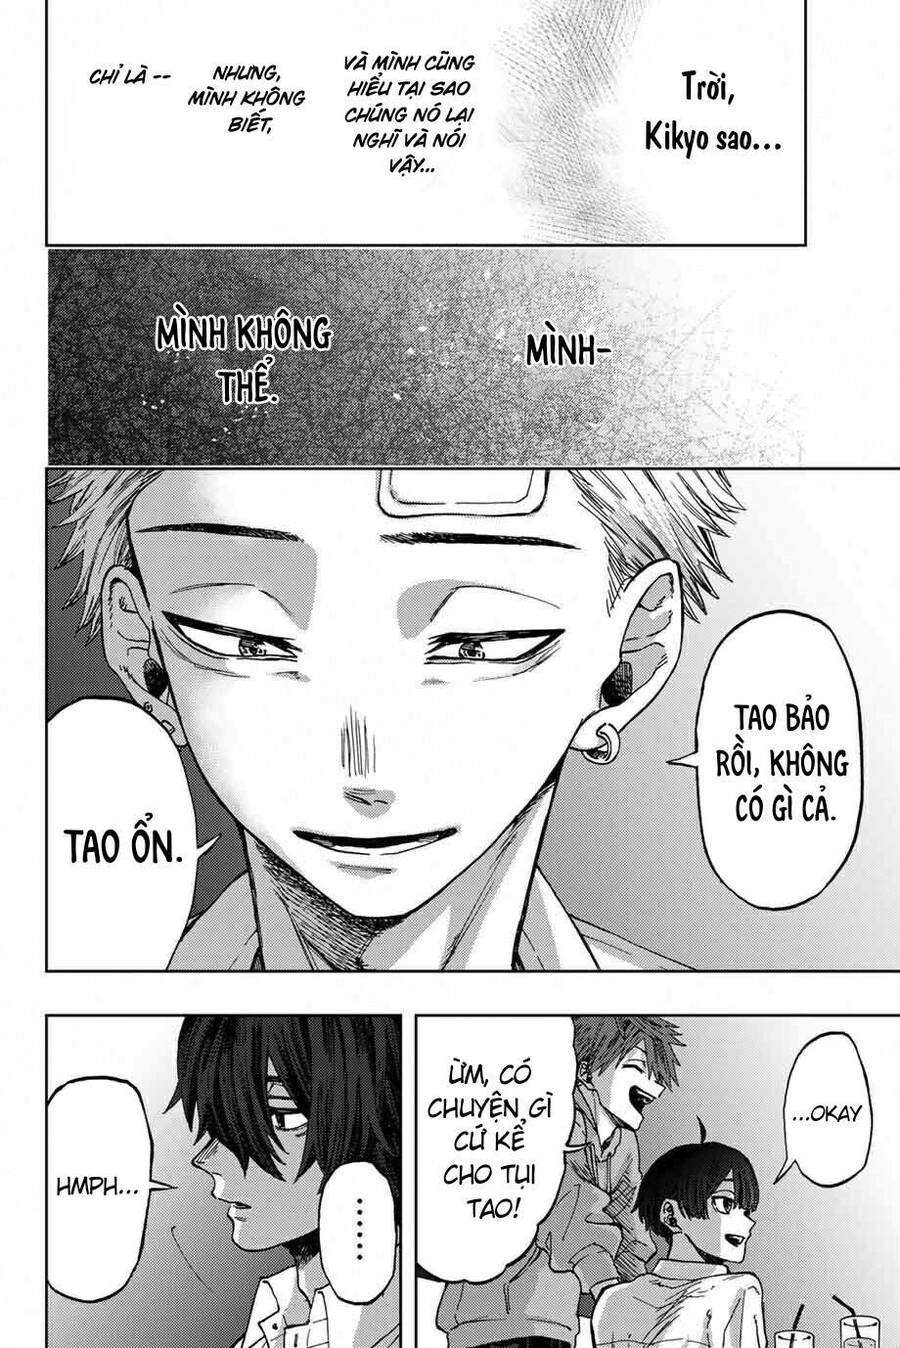 Trời,
Kikyo sao...
VÀ MÌNH CŨNG
HIỂU TẠI SAO
CHÚNG NÓ LẠI
NGHĨ VÀ NÓI
VẬY...
NHƯNG,
MÌNH KHÔNG
BIẾT,
CHỈ LÀ --
MÌNH-
MÌNH KHÔNG
THỂ.
TAO BẢO
RỒI, KHÔNG
CÓ GÌ CẢ.
TAO ỔN.
...OKAY
ỪM, CÓ
CHUYỆN GÌ
CỨ KỂ
CHO TỤI
TAO!
......
HMPH...